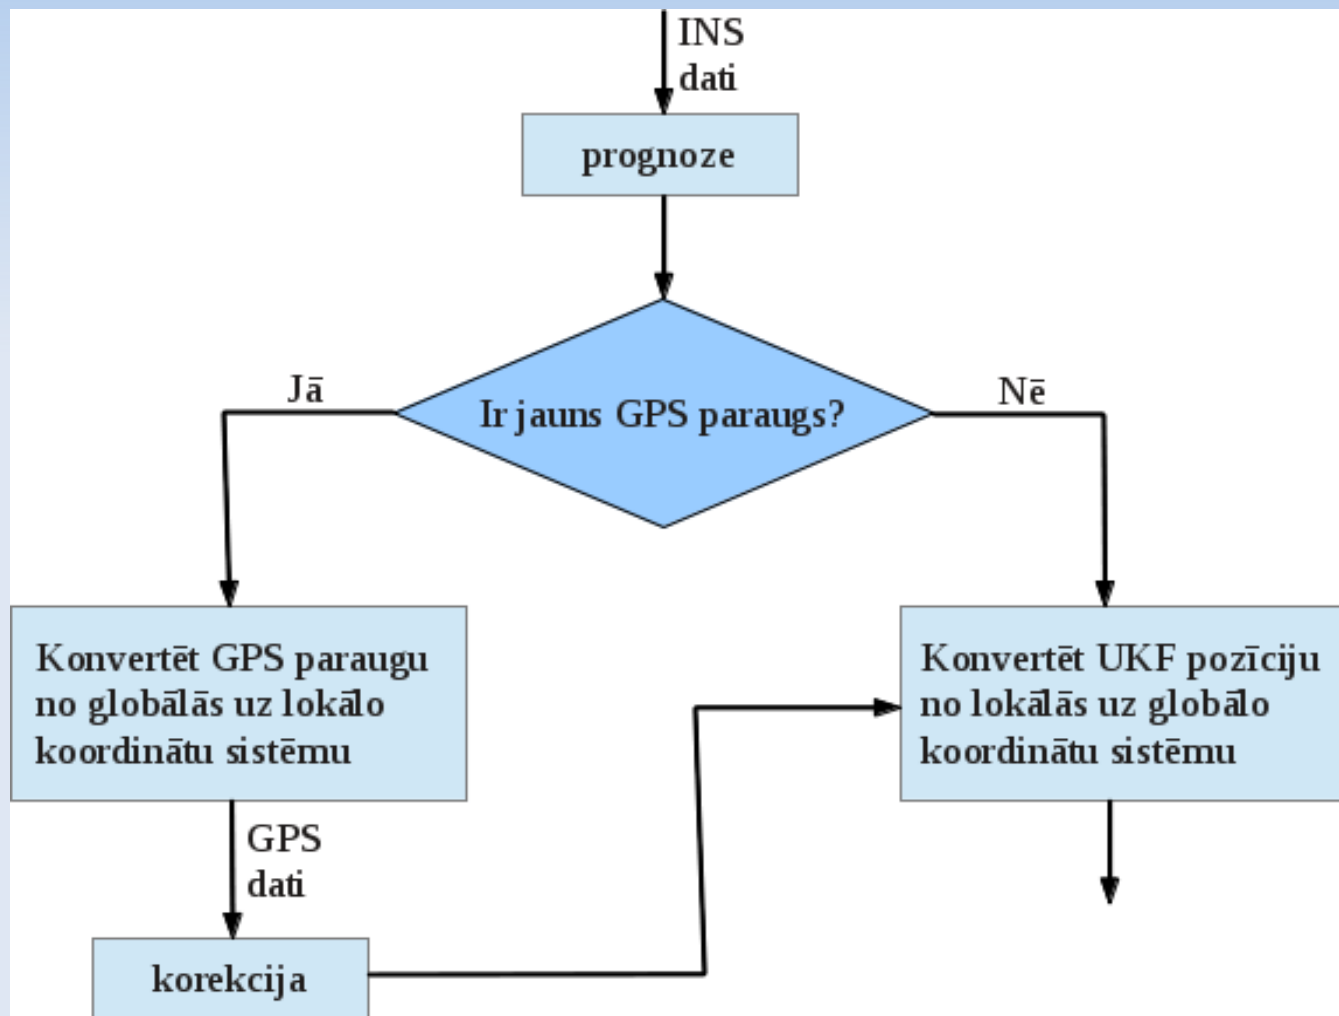 INS
dati
prognoze
Jā
Nē
Ir jauns GPS paraugs?
Konvertēt GPS paraugu
no globālās uz lokālo
koordinātu sistēmu
Konvertēt UKF pozīciju
no lokālās uz globālo
koordinātu sistēmu
GPS
dati
korekcija